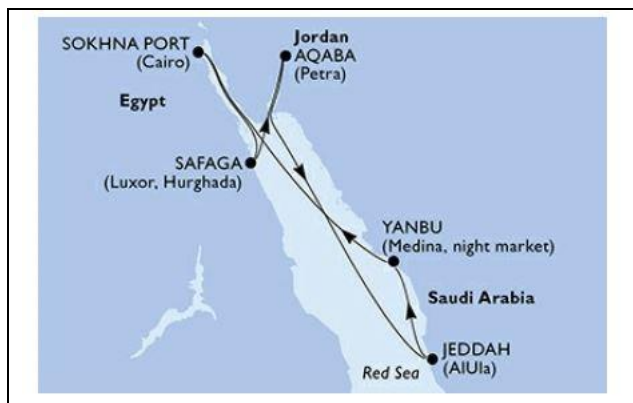 SOKHNA PORT
(Cairo)
Jordan
AQABA
(Petra)
Egypt
SAFAGA
(Luxor, Hurghada)
YANBU
(Medina, night market)
Saudi Arabia
JEDDAH
(AlUla)
Red Sea